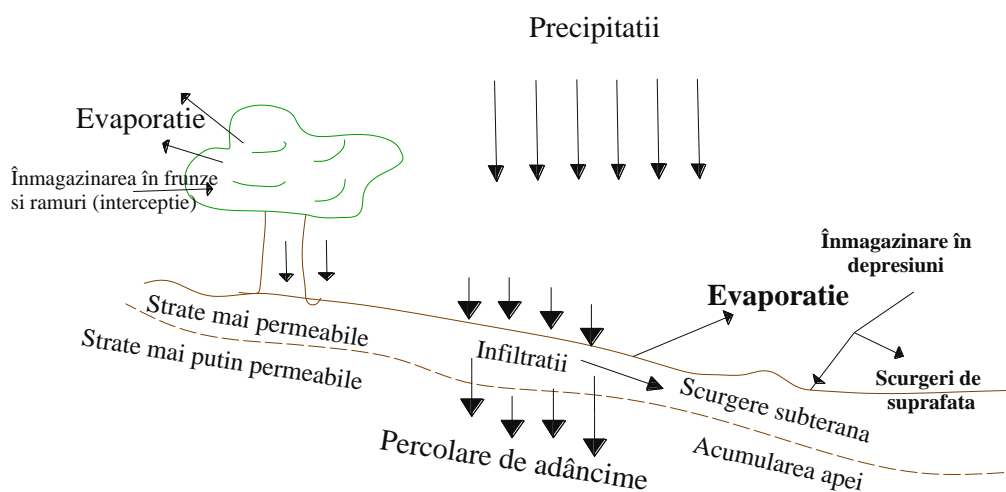 Precipitatii
Evaporatie
Înmagazinarea în frunze
si ramuri (interceptie)
Înmagazinare în
depresiuni
Evaporatie
Strate mai permeabile
Strate mai putin permeabile
Infiltratii
Scurgeri de
suprafata
Scurgere subterana
Percolare de adâncime
Acumularea apei